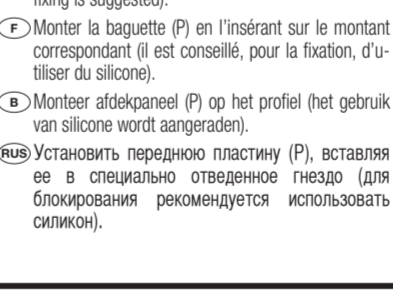 fixing is suggested).
F Monter la baguette (P) en l'insérant sur le montant
correspondant (il est conseillé, pour la fixation, d'u-
tiliser du silicone).
B Monteer afdekpaneel (P) op het profiel (het gebruik
van silicone wordt aangeraden).
RUS Установить переднюю пластину (P), вставляя
ее в специально отведенное гнездо (для
блокирования рекомендуется использовать
силикон).